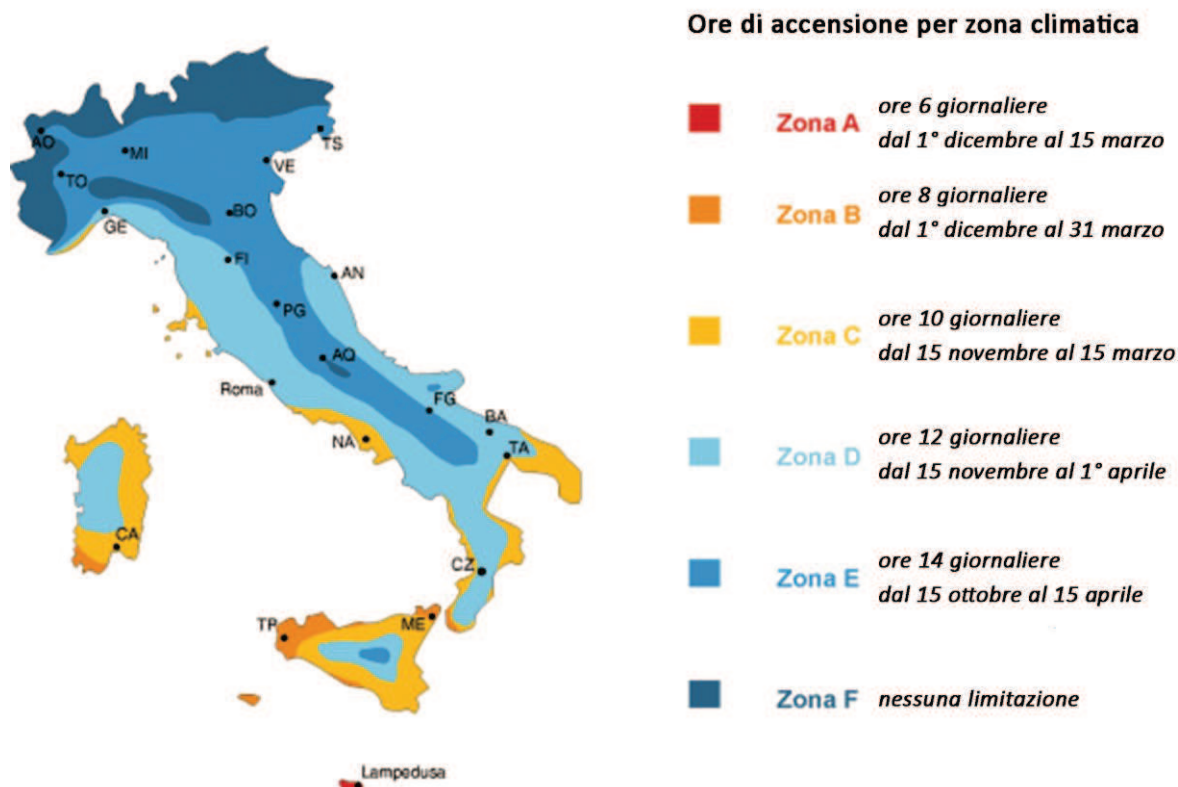 Ore di accensione per zona climatica
Zona A
ore 6 giornaliere
dal 1° dicembre al 15 marzo
Zona B
ore 8 giornaliere
dal 1° dicembre al 31 marzo
Zona C
ore 10 giornaliere
dal 15 novembre al 15 marzo
Zona D
ore 12 giornaliere
dal 15 novembre al 1° aprile
Zona E
ore 14 giornaliere
dal 15 ottobre al 15 aprile
Zona F
nessuna limitazione
AO
MI
TS
VE
TO
BO
GE
FI
AN
PG
AQ
Roma
FG
BA
NA
TA
CA
CZ
TP
ME
Lampedusa